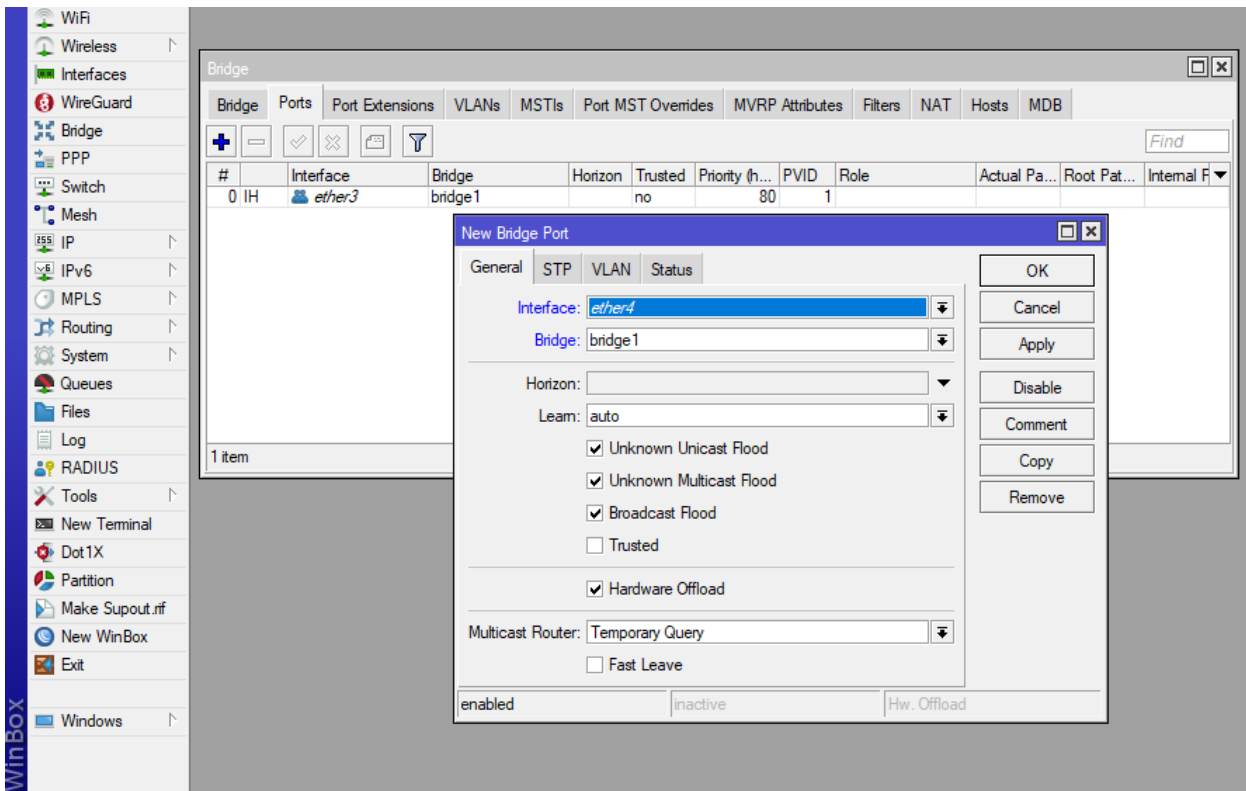 WiFi
Wireless
Interfaces
WireGuard
Bridge
PPP
Switch
Mesh
IP
IPv6
MPLS
Routing
System
Queues
Files
Log
RADIUS
Tools
New Terminal
Dot1X
Partition
Make Supout.rif
New WinBox
Exit
Windows
WinBox
Bridge
Bridge Ports Port Extensions VLANs MSTIs Port MST Overrides MVRP Attributes Filters NAT Hosts MDB
Find
# Interface Bridge Horizon Trusted Priority (h... PVID Role Actual Pa... Root Pat... Internal P
0 IH ether3 bridge1 no 80 1
1 item
New Bridge Port
General STP VLAN Status
Interface: ether4
Bridge: bridge1
Horizon:
Learn: auto
Unknown Unicast Flood
Unknown Multicast Flood
Broadcast Flood
Trusted
Hardware Offload
Multicast Router: Temporary Query
Fast Leave
enabled inactive Hw. Offload
OK
Cancel
Apply
Disable
Comment
Copy
Remove